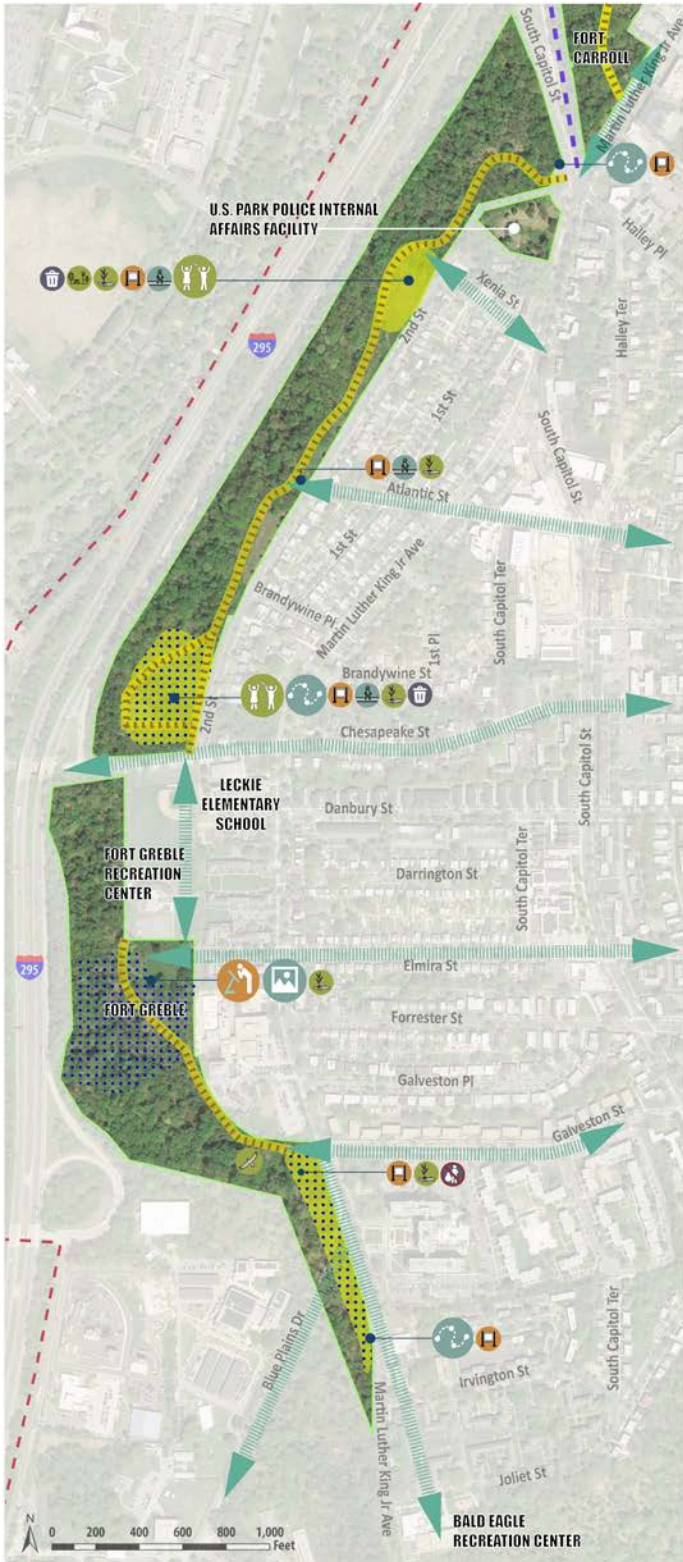 FORT
CARROLL
South Capitol St
Martin Luther King Jr Ave
U.S. PARK POLICE INTERNAL
AFFAIRS FACILITY
Halley Pl
Xenia St
Halley Ter
2nd St
295
1st St
South Capitol St
Atlantic St
1st St
Martin Luther King Jr Ave
Brandywine Pl
South Capitol Ter
1st Pl
Brandywine St
2nd St
Chesapeake St
South Capitol St
LECKIE
ELEMENTARY
SCHOOL
Danbury St
FORT GREBLE
RECREATION
CENTER
Darrington St
South Capitol Ter
295
Elmira St
FORT GREBLE
Forrester St
Galveston Pl
Galveston St
Blue Plains Dr
South Capitol Ter
Irvington St
Martin Luther King Jr Ave
Joliet St
BALD EAGLE
RECREATION CENTER
N
0 200 400 600 800 1,000
Feet